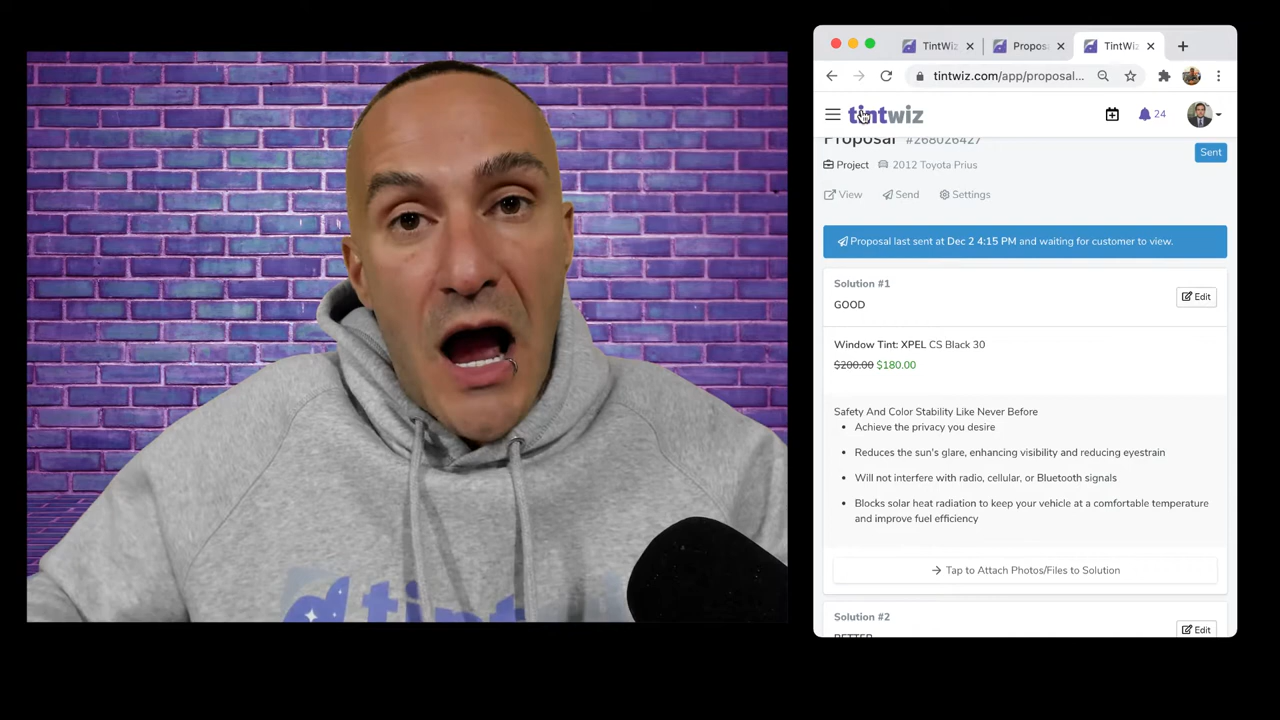 TintWiz
Propos
TintWiz
tintwiz.com/app/proposal...
tintwiz
24
Proposal #268026427
Sent
Project 2012 Toyota Prius
View Send Settings
Proposal last sent at Dec 2 4:15 PM and waiting for customer to view.
Solution #1
GOOD
Edit
Window Tint: XPEL CS Black 30
$200.00 $180.00
Safety And Color Stability Like Never Before
Achieve the privacy you desire
Reduces the sun's glare, enhancing visibility and reducing eyestrain
Will not interfere with radio, cellular, or Bluetooth signals
Blocks solar heat radiation to keep your vehicle at a comfortable temperature
and improve fuel efficiency
Tap to Attach Photos/Files to Solution
Solution #2
BETTER
Edit
tint